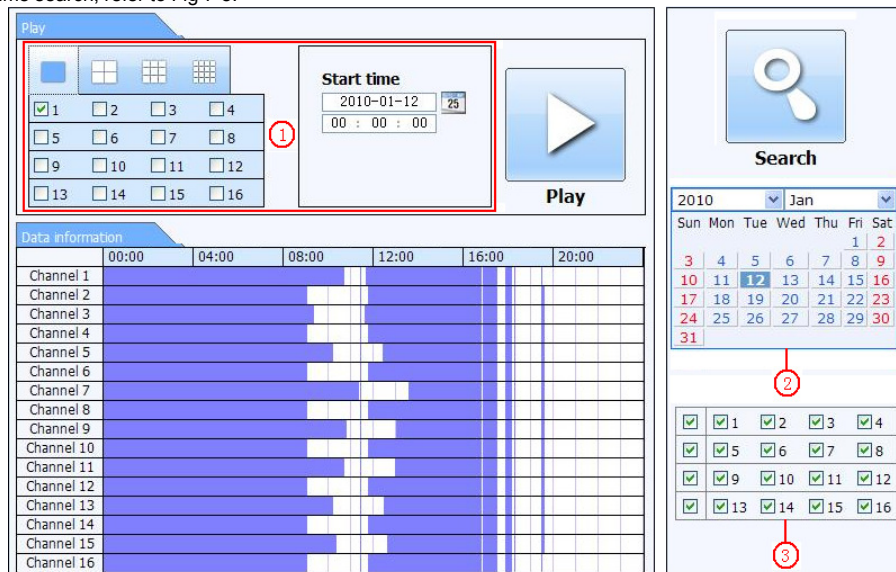 Play
1 2 3 4
5 6 7 8
9 10 11 12
13 14 15 16
1
Start time
2010-01-12 25
00 : 00 : 00
Play
Data information
00:00 04:00 08:00 12:00 16:00 20:00
Channel 1
Channel 2
Channel 3
Channel 4
Channel 5
Channel 6
Channel 7
Channel 8
Channel 9
Channel 10
Channel 11
Channel 12
Channel 13
Channel 14
Channel 15
Channel 16
Search
2010 Jan
Sun Mon Tue Wed Thu Fri Sat
1 2
3 4 5 6 7 8 9
10 11 12 13 14 15 16
17 18 19 20 21 22 23
24 25 26 27 28 29 30
31
2
1 2 3 4
5 6 7 8
9 10 11 12
13 14 15 16
3